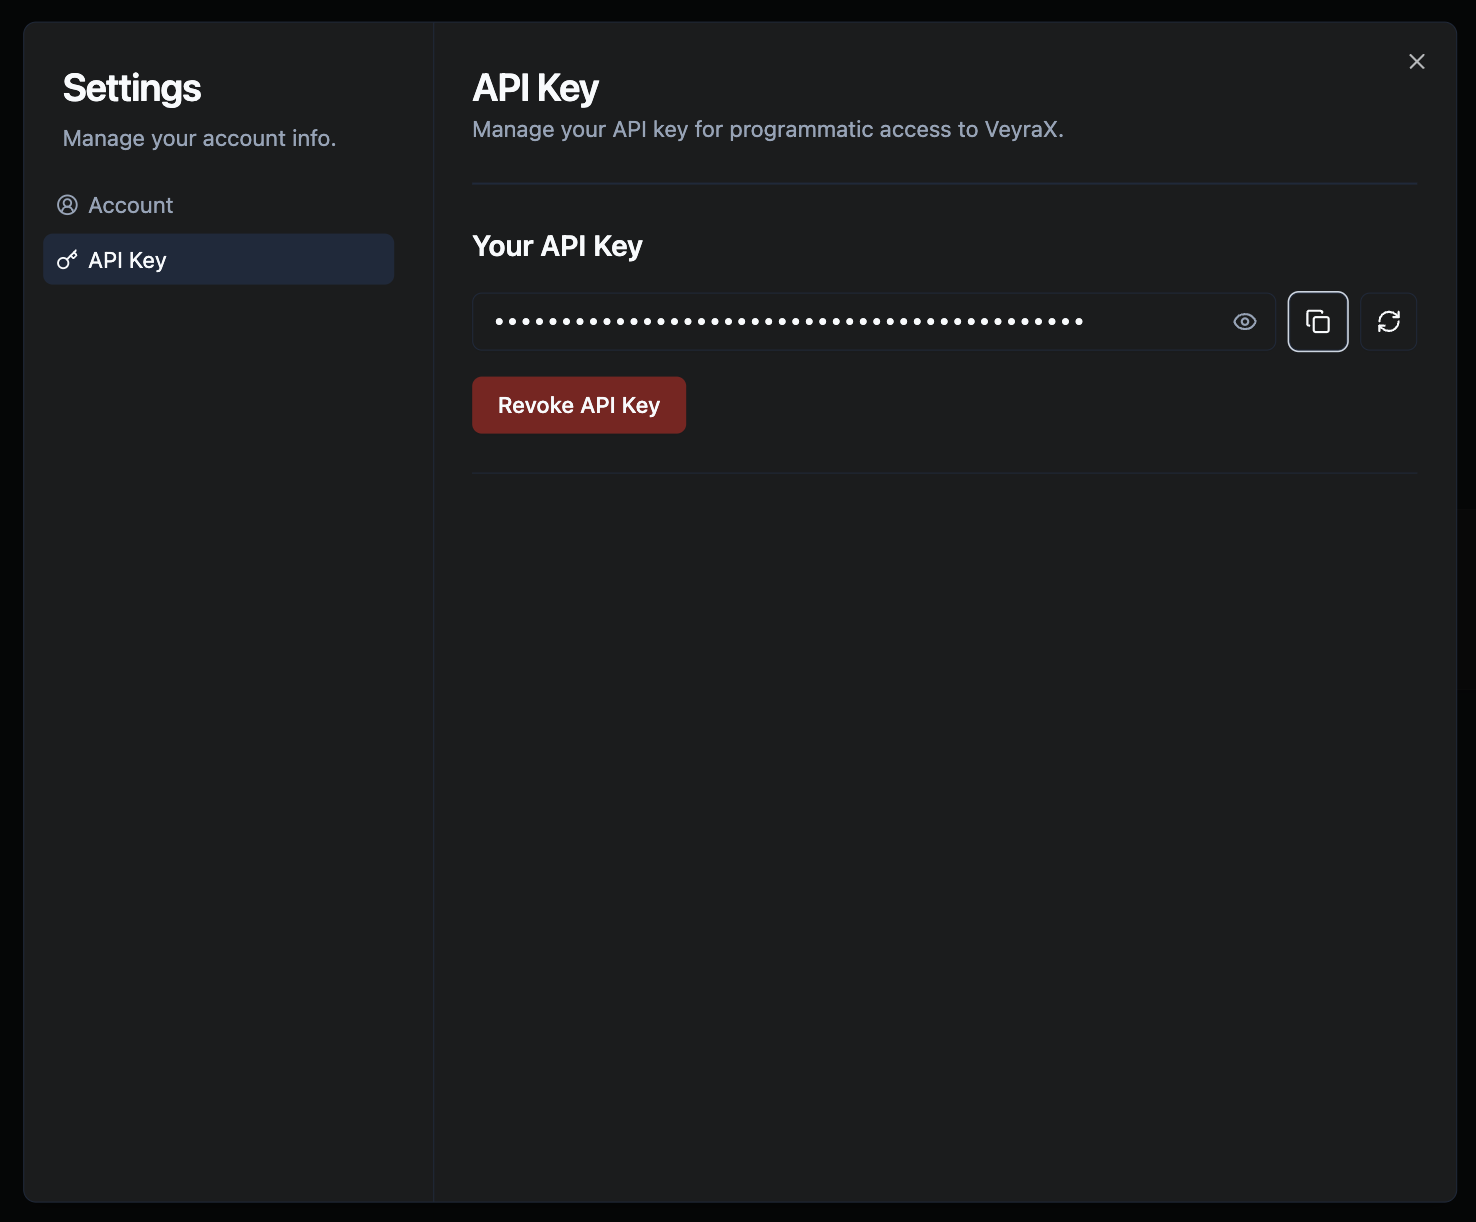 Settings
Manage your account info.
Account
API Key
API Key
Manage your API key for programmatic access to VeyraX.
Your API Key
••••••••••••••••••••••••••••••••••••••••••••
Revoke API Key